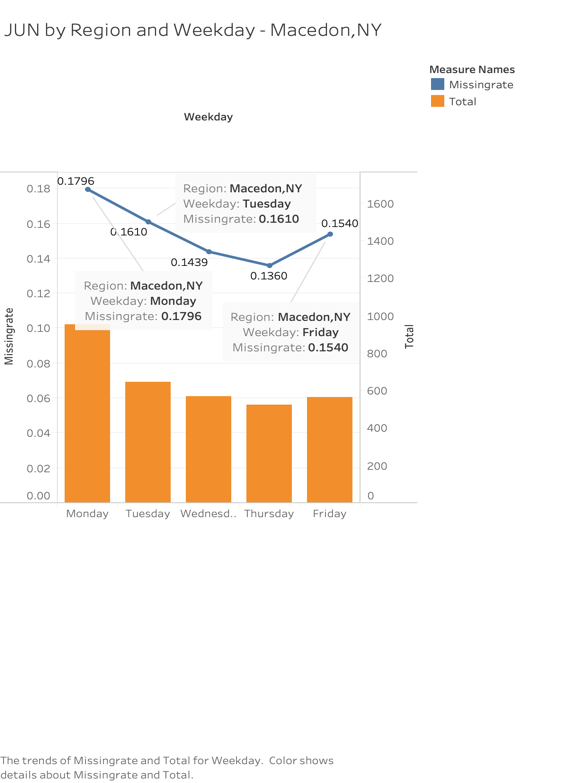 JUN by Region and Weekday - Macedon,NY
Measure Names
Missingrate
Total
Weekday
0.1796
0.1610
0.1439
0.1360
0.1540
Region: Macedon,NY
Weekday: Tuesday
Missingrate: 0.1610
Region: Macedon,NY
Weekday: Monday
Missingrate: 0.1796
Region: Macedon,NY
Weekday: Friday
Missingrate: 0.1540
Missingrate
0.18
0.16
0.14
0.12
0.10
0.08
0.06
0.04
0.02
0.00
Total
1600
1400
1200
1000
800
600
400
200
0
Monday Tuesday Wednesd.. Thursday Friday
The trends of Missingrate and Total for Weekday.  Color shows
details about Missingrate and Total.